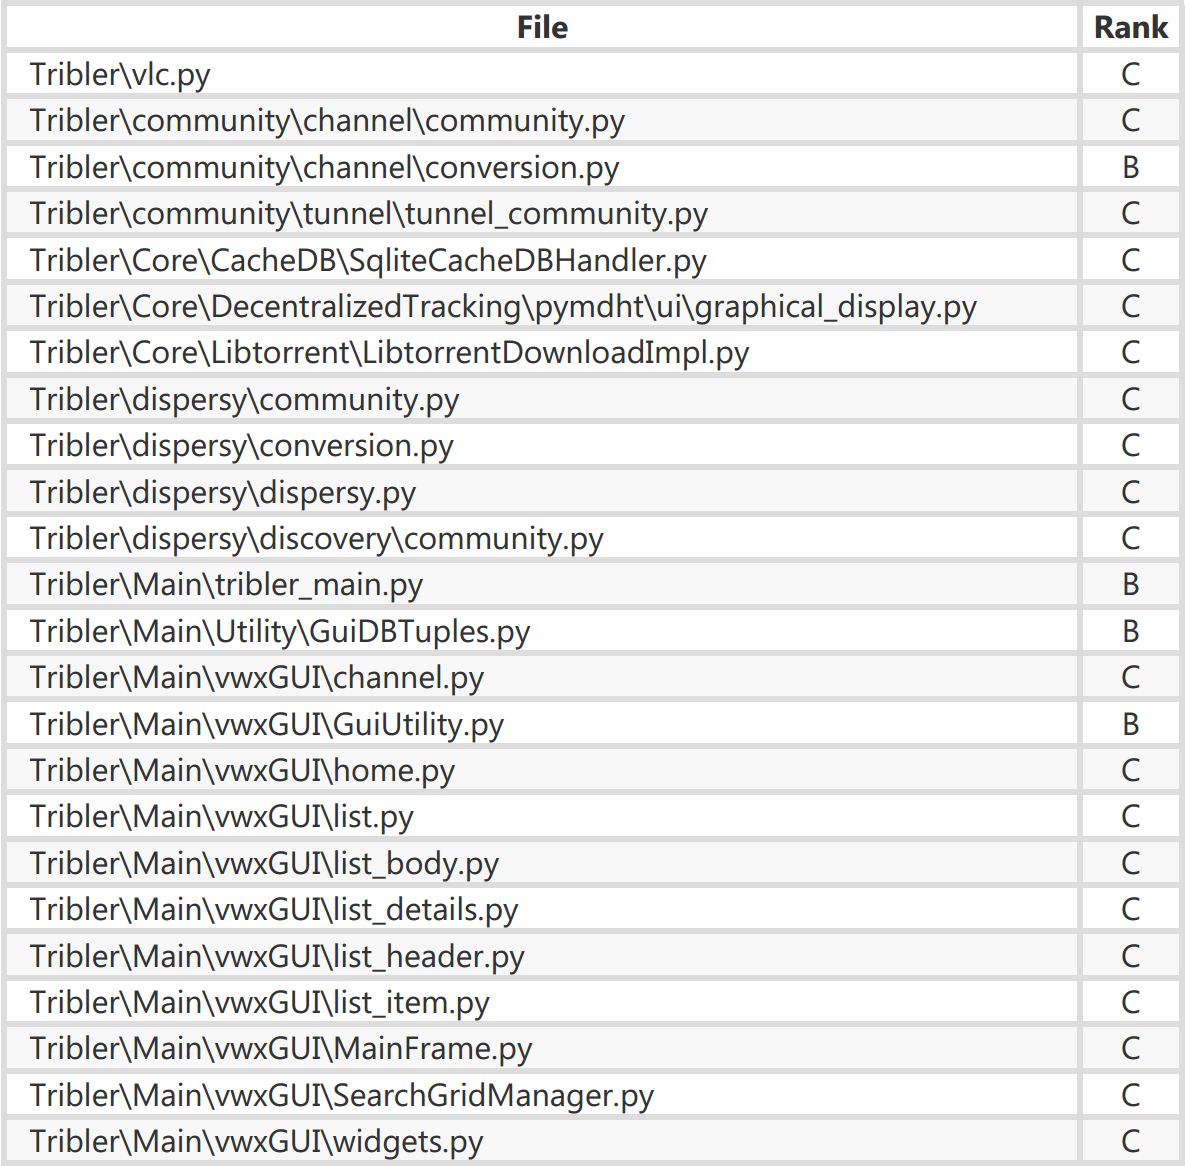 File Rank
Tribler\vlc.py C
Tribler\community\channel\community.py C
Tribler\community\channel\conversion.py B
Tribler\community\tunnel\tunnel_community.py C
Tribler\Core\CacheDB\SqliteCacheDBHandler.py C
Tribler\Core\DecentralizedTracking\pymdht\ui\graphical_display.py C
Tribler\Core\Libtorrent\LibtorrentDownloadImpl.py C
Tribler\dispersy\community.py C
Tribler\dispersy\conversion.py C
Tribler\dispersy\dispersy.py C
Tribler\dispersy\discovery\community.py C
Tribler\Main\tribler_main.py B
Tribler\Main\Utility\GuiDBTuples.py B
Tribler\Main\vwxGUI\channel.py C
Tribler\Main\vwxGUI\GuiUtility.py B
Tribler\Main\vwxGUI\home.py C
Tribler\Main\vwxGUI\list.py C
Tribler\Main\vwxGUI\list_body.py C
Tribler\Main\vwxGUI\list_details.py C
Tribler\Main\vwxGUI\list_header.py C
Tribler\Main\vwxGUI\list_item.py C
Tribler\Main\vwxGUI\MainFrame.py C
Tribler\Main\vwxGUI\SearchGridManager.py C
Tribler\Main\vwxGUI\widgets.py C